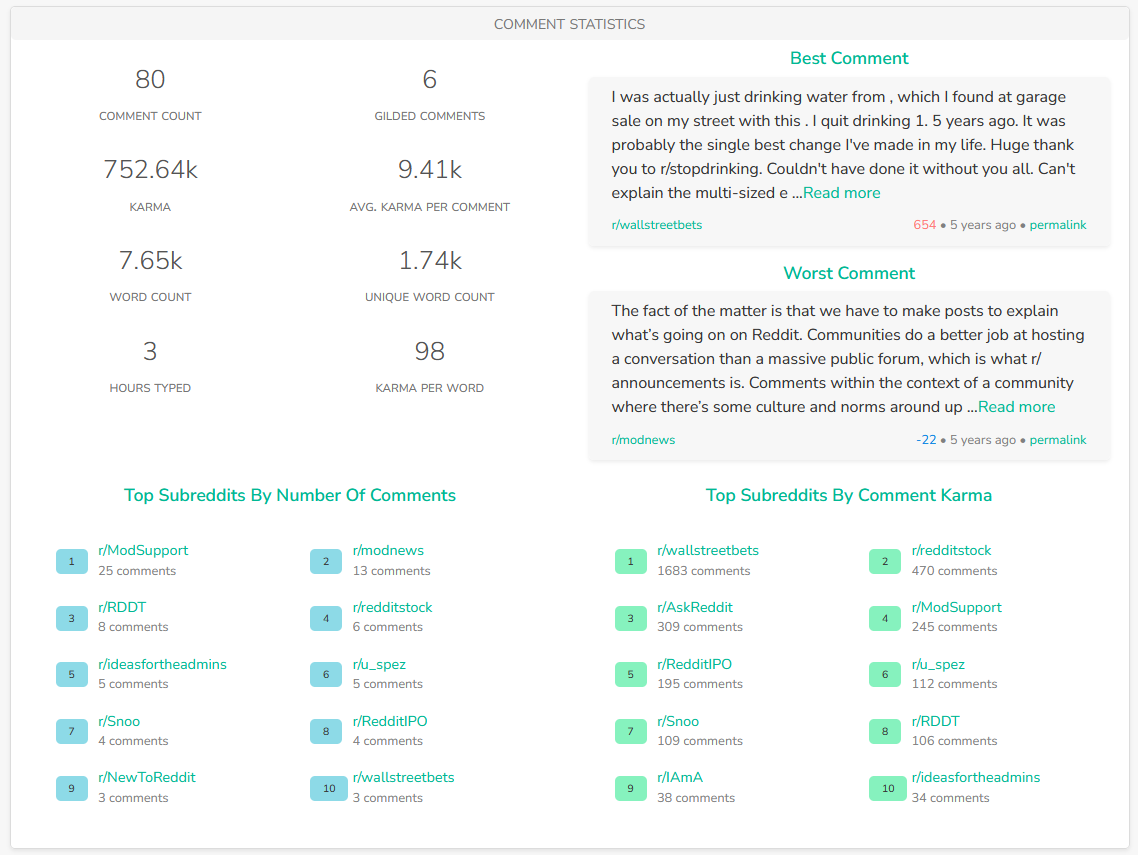 COMMENT STATISTICS
80
COMMENT COUNT
6
GILDED COMMENTS
752.64k
KARMA
9.41k
AVG. KARMA PER COMMENT
7.65k
WORD COUNT
1.74k
UNIQUE WORD COUNT
3
HOURS TYPED
98
KARMA PER WORD
Best Comment
I was actually just drinking water from , which I found at garage
sale on my street with this . I quit drinking 1. 5 years ago. It was
probably the single best change I've made in my life. Huge thank
you to r/stopdrinking. Couldn't have done it without you all. Can't
explain the multi-sized e ...Read more
r/wallstreetbets
654 • 5 years ago • permalink
Worst Comment
The fact of the matter is that we have to make posts to explain
what’s going on on Reddit. Communities do a better job at hosting
a conversation than a massive public forum, which is what r/
announcements is. Comments within the context of a community
where there’s some culture and norms around up ...Read more
r/modnews
-22 • 5 years ago • permalink
Top Subreddits By Number Of Comments
1
r/ModSupport
25 comments
2
r/modnews
13 comments
3
r/RDDT
8 comments
4
r/redditstock
6 comments
5
r/ideasfortheadmins
5 comments
6
r/u_spez
5 comments
7
r/Snoo
4 comments
8
r/RedditIPO
4 comments
9
r/NewToReddit
3 comments
10
r/wallstreetbets
3 comments
Top Subreddits By Comment Karma
1
r/wallstreetbets
1683 comments
2
r/redditstock
470 comments
3
r/AskReddit
309 comments
4
r/ModSupport
245 comments
5
r/RedditIPO
195 comments
6
r/u_spez
112 comments
7
r/Snoo
109 comments
8
r/RDDT
106 comments
9
r/IAmA
38 comments
10
r/ideasfortheadmins
34 comments